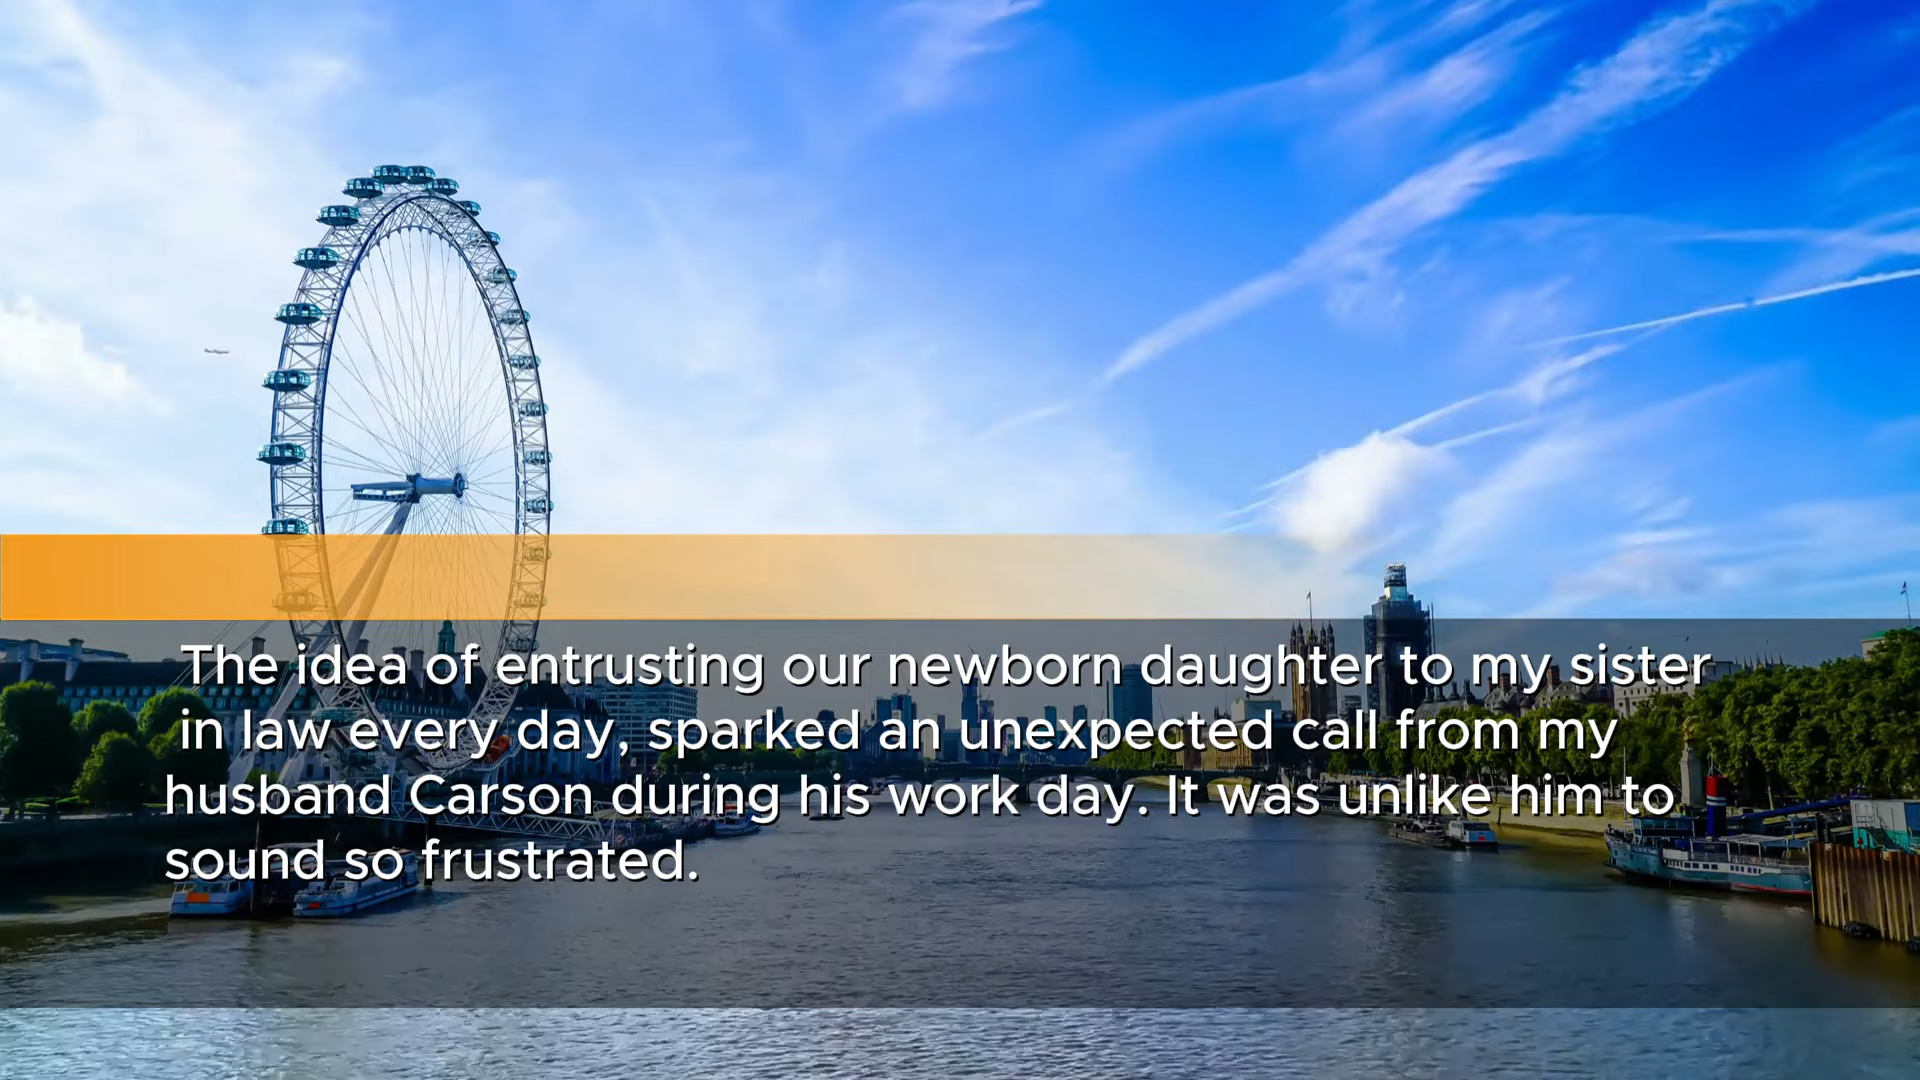 The idea of entrusting our newborn daughter to my sister
in law every day, sparked an unexpected call from my
husband Carson during his work day. It was unlike him to
sound so frustrated.